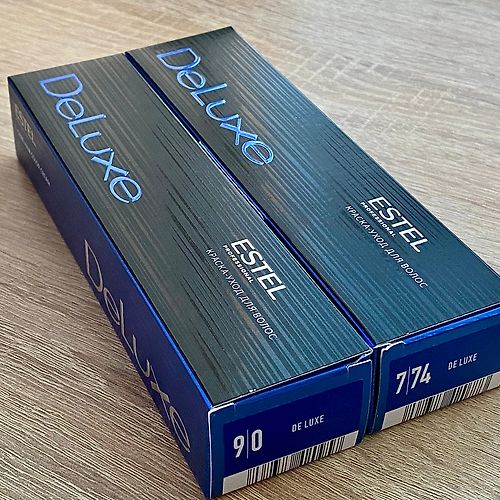 DeLuxe
ESTEL
PROFESSIONAL
КРАСКА-УХОД ДЛЯ ВОЛОС
DeLuxe
9|0
DE LUXE
DeLuxe
ESTEL
PROFESSIONAL
КРАСКА-УХОД ДЛЯ ВОЛОС
7|74
DE LUXE
ESTEL